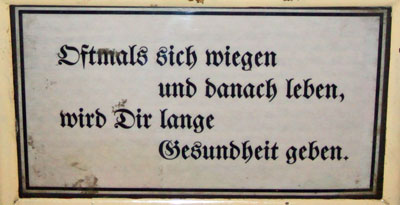 Oftmals sich wiegen
und danach leben,
wird Dir lange
Gesundheit geben.